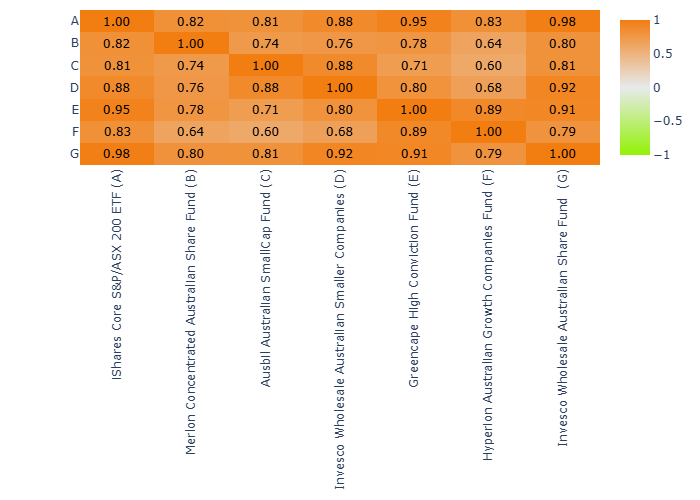 A 1.00 0.82 0.81 0.88 0.95 0.83 0.98
B 0.82 1.00 0.74 0.76 0.78 0.64 0.80
C 0.81 0.74 1.00 0.88 0.71 0.60 0.81
D 0.88 0.76 0.88 1.00 0.80 0.68 0.92
E 0.95 0.78 0.71 0.80 1.00 0.89 0.91
F 0.83 0.64 0.60 0.68 0.89 1.00 0.79
G 0.98 0.80 0.81 0.92 0.91 0.79 1.00
iShares Core S&P/ASX 200 ETF (A)
Merlon Concentrated Australian Share Fund (B)
Ausbil Australian SmallCap Fund (C)
Invesco Wholesale Australian Smaller Companies (D)
Greencape High Conviction Fund (E)
Hyperion Australian Growth Companies Fund (F)
Invesco Wholesale Australian Share Fund (G)
1
0.5
0
−0.5
−1